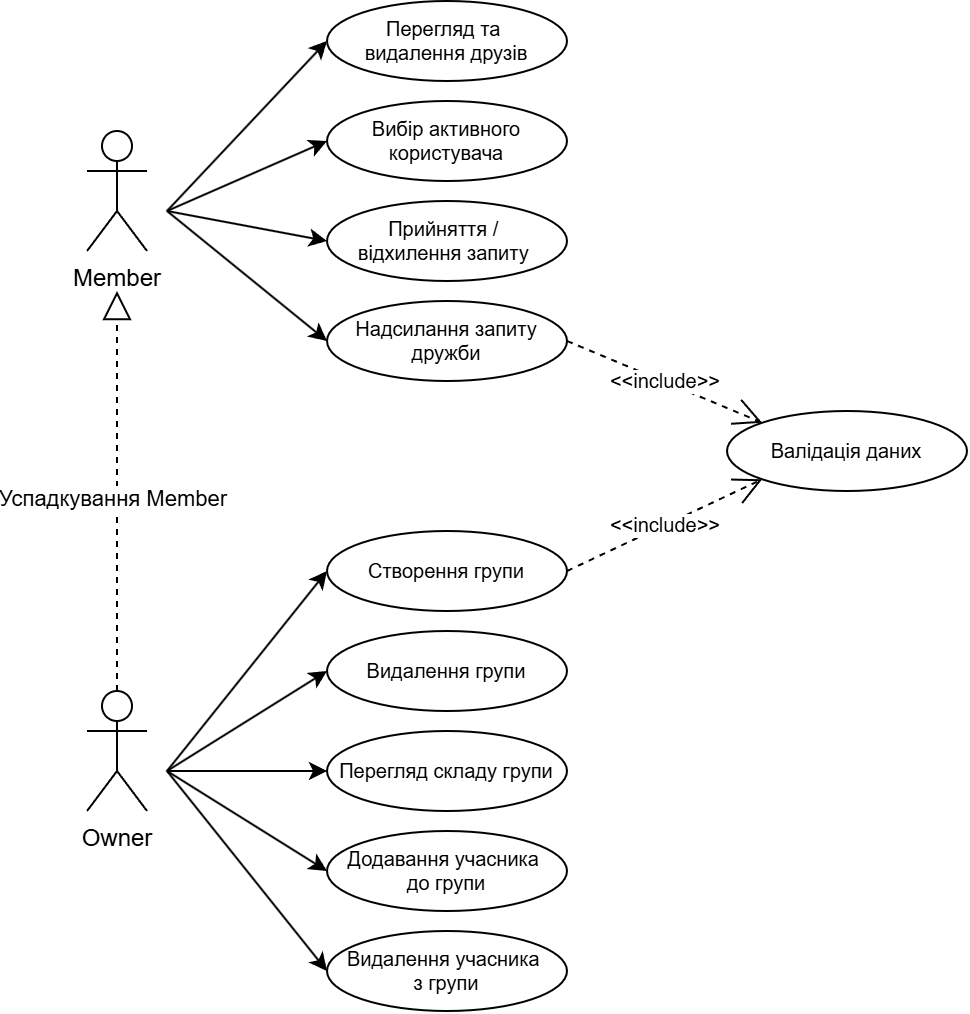 Перегляд та
видалення друзів
Вибір активного
користувача
Прийняття /
відхилення запиту
Member
Надсилання запиту
дружби
<<include>>
Валідація даних
Успадкування Member
<<include>>
Створення групи
Видалення групи
Перегляд складу групи
Owner
Додавання учасника
до групи
Видалення учасника
з групи